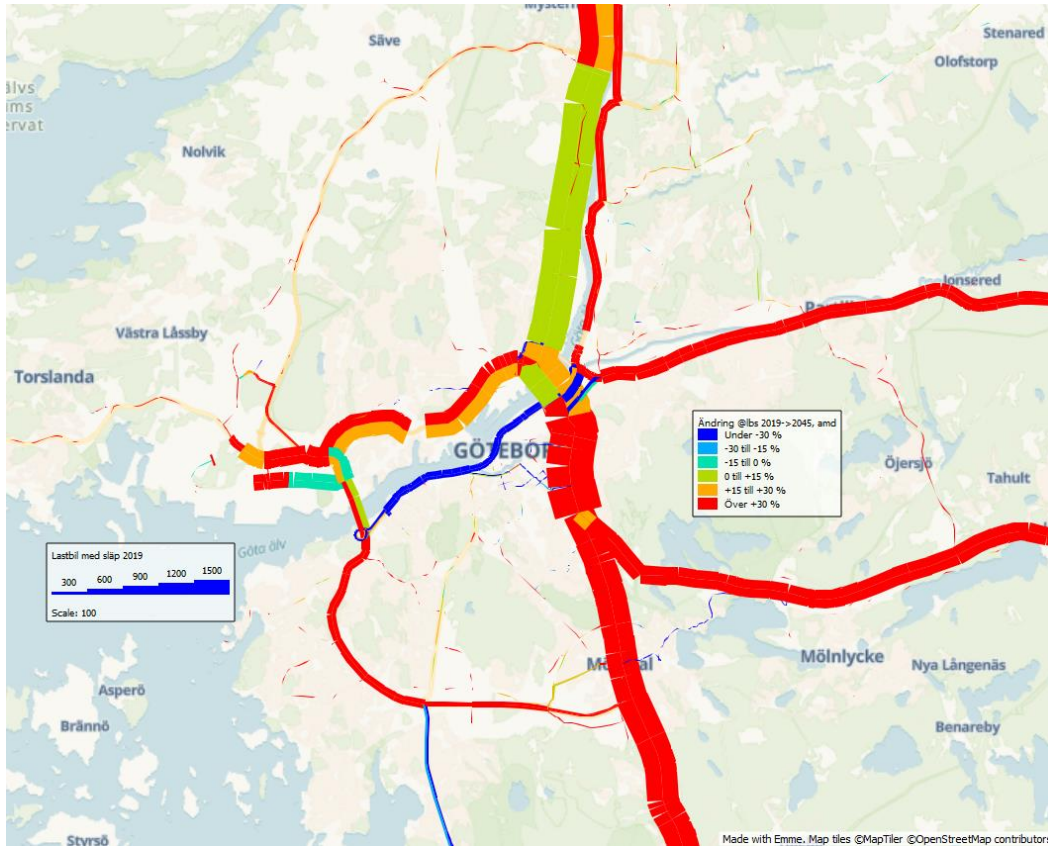 Stenared
Säve
Olofstorp
älvs
ervat
Nolvik
Jonsered
Västra Låssby
Torslanda
GÖTEBOR
Ändring @lbs 2019->2045, amd
Under -30 %
-30 till -15 %
-15 till 0 %
0 till +15 %
+15 till +30 %
Över +30 %
Öjersjö
Tahult
Göta älv
Lastbil med släp 2019
300 600 900 1200 1500
Scale: 100
Mölnlycke
Nya Långenäs
Asperö
Brännö
Benareby
Styrsö
Made with Emme. Map tiles ©MapTiler ©OpenStreetMap contributors